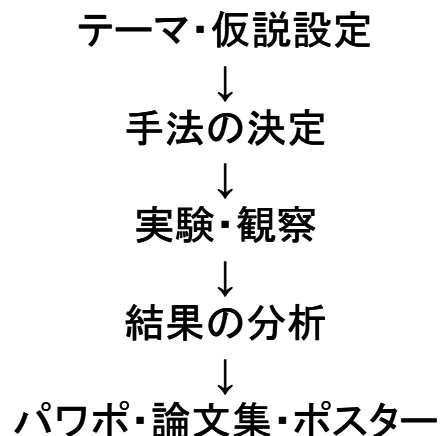 テーマ・仮説設定
↓
手法の決定
↓
実験・観察
↓
結果の分析
↓
パワポ・論文集・ポスター